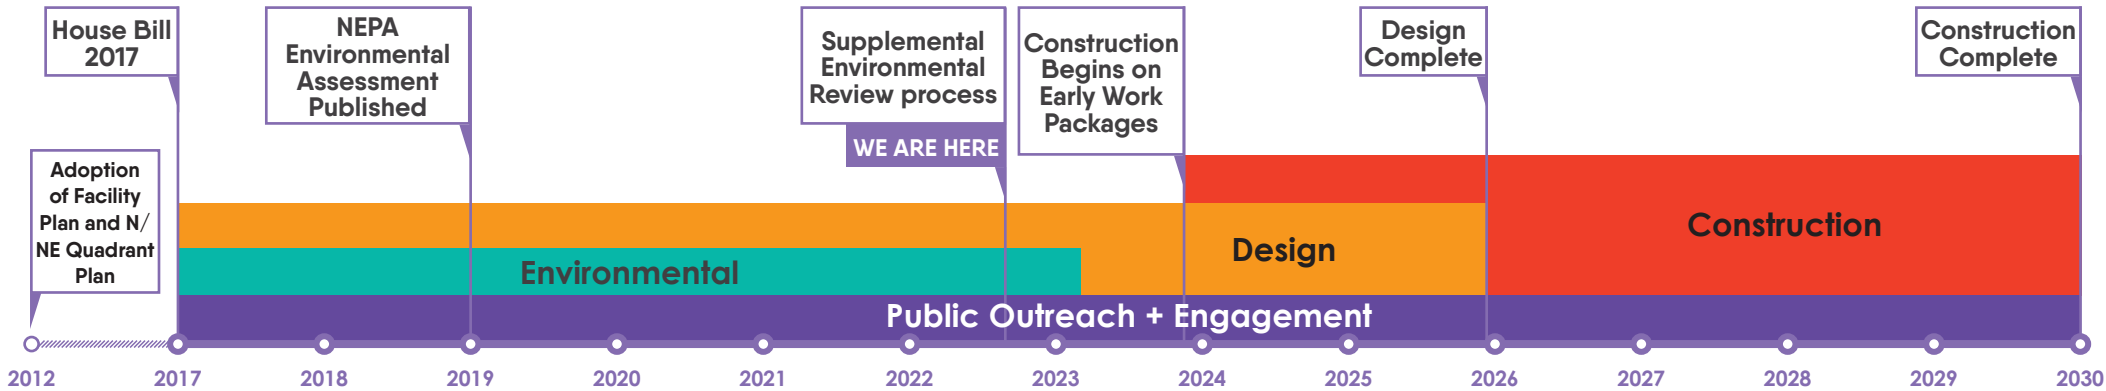 House Bill
2017
NEPA
Environmental
Assessment
Published
Supplemental
Environmental
Review process
WE ARE HERE
Construction
Begins on
Early Work
Packages
Design
Complete
Construction
Complete
Adoption
of Facility
Plan and N/
NE Quadrant
Plan
Construction
Design
Environmental
Public Outreach + Engagement
2012 2017 2018 2019 2020 2021 2022 2023 2024 2025 2026 2027 2028 2029 2030